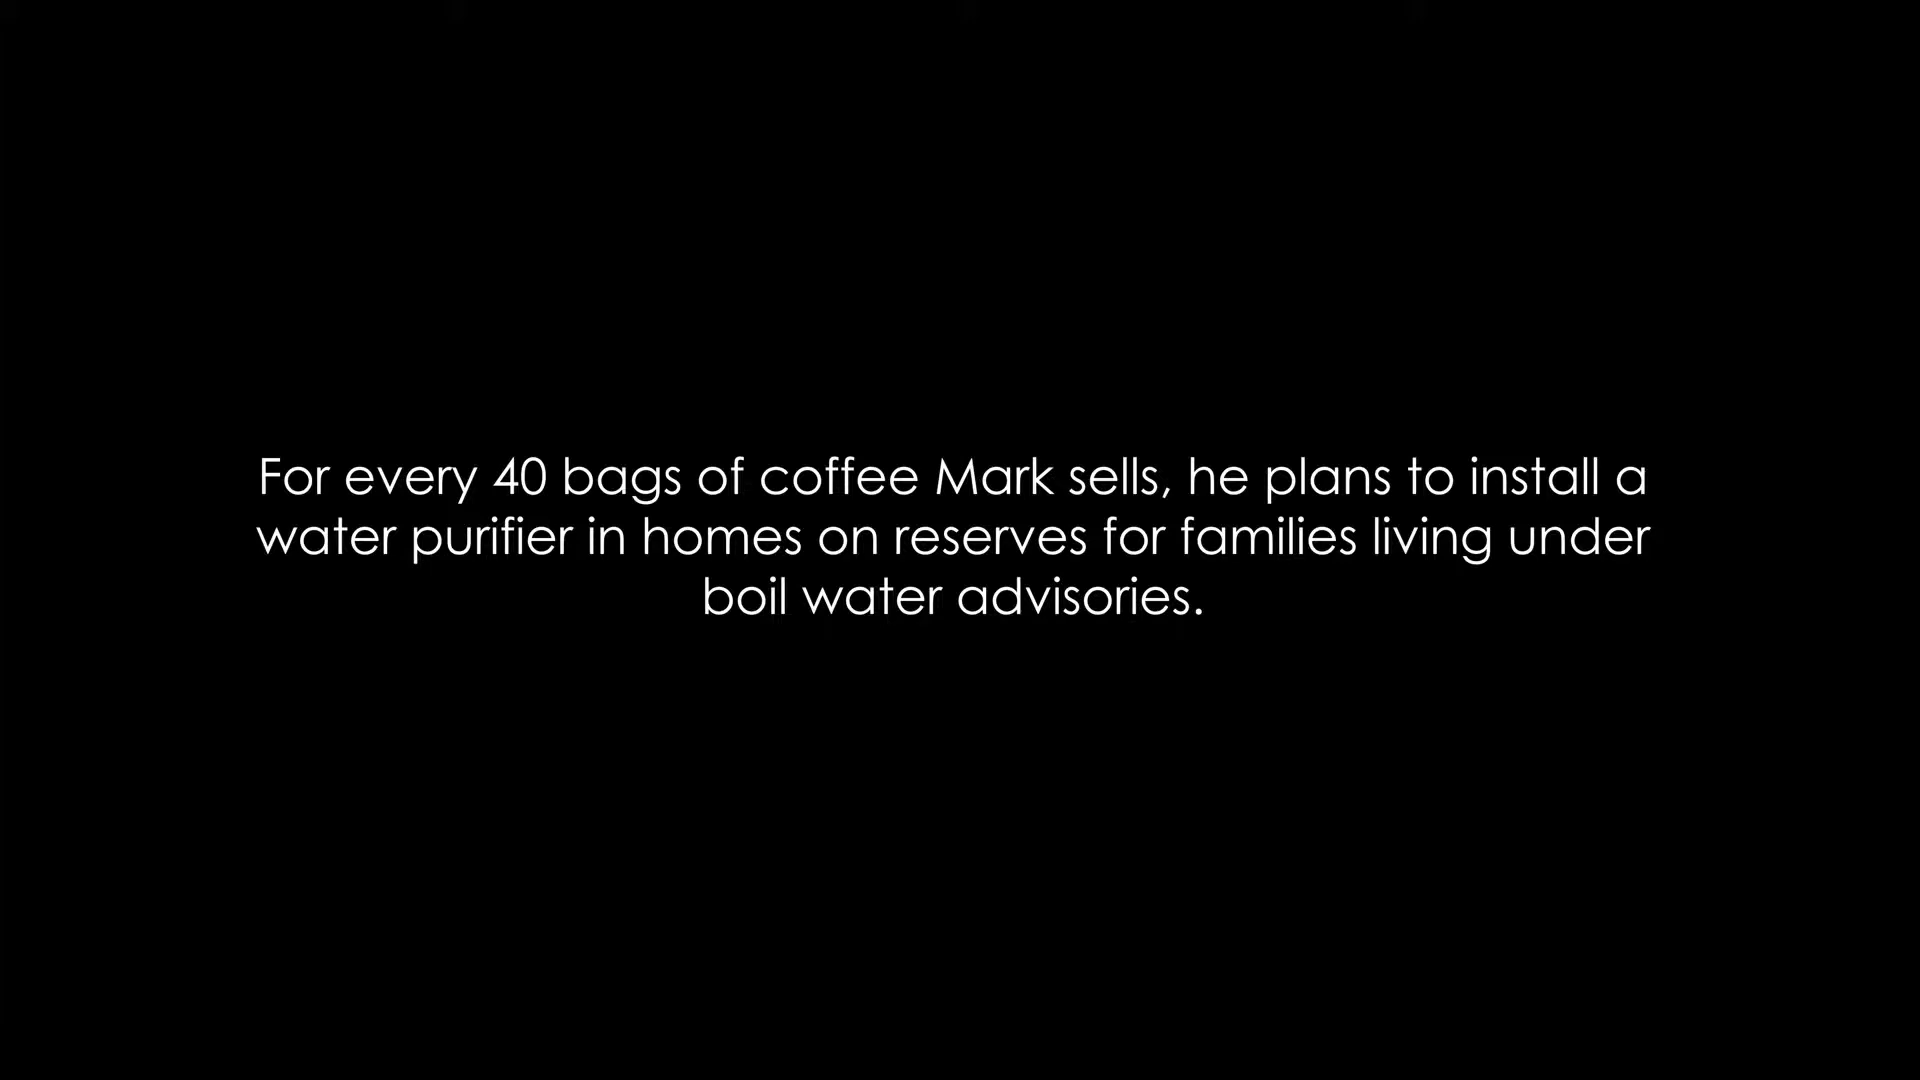 For every 40 bags of coffee Mark sells, he plans to install a
water purifier in homes on reserves for families living under
boil water advisories.